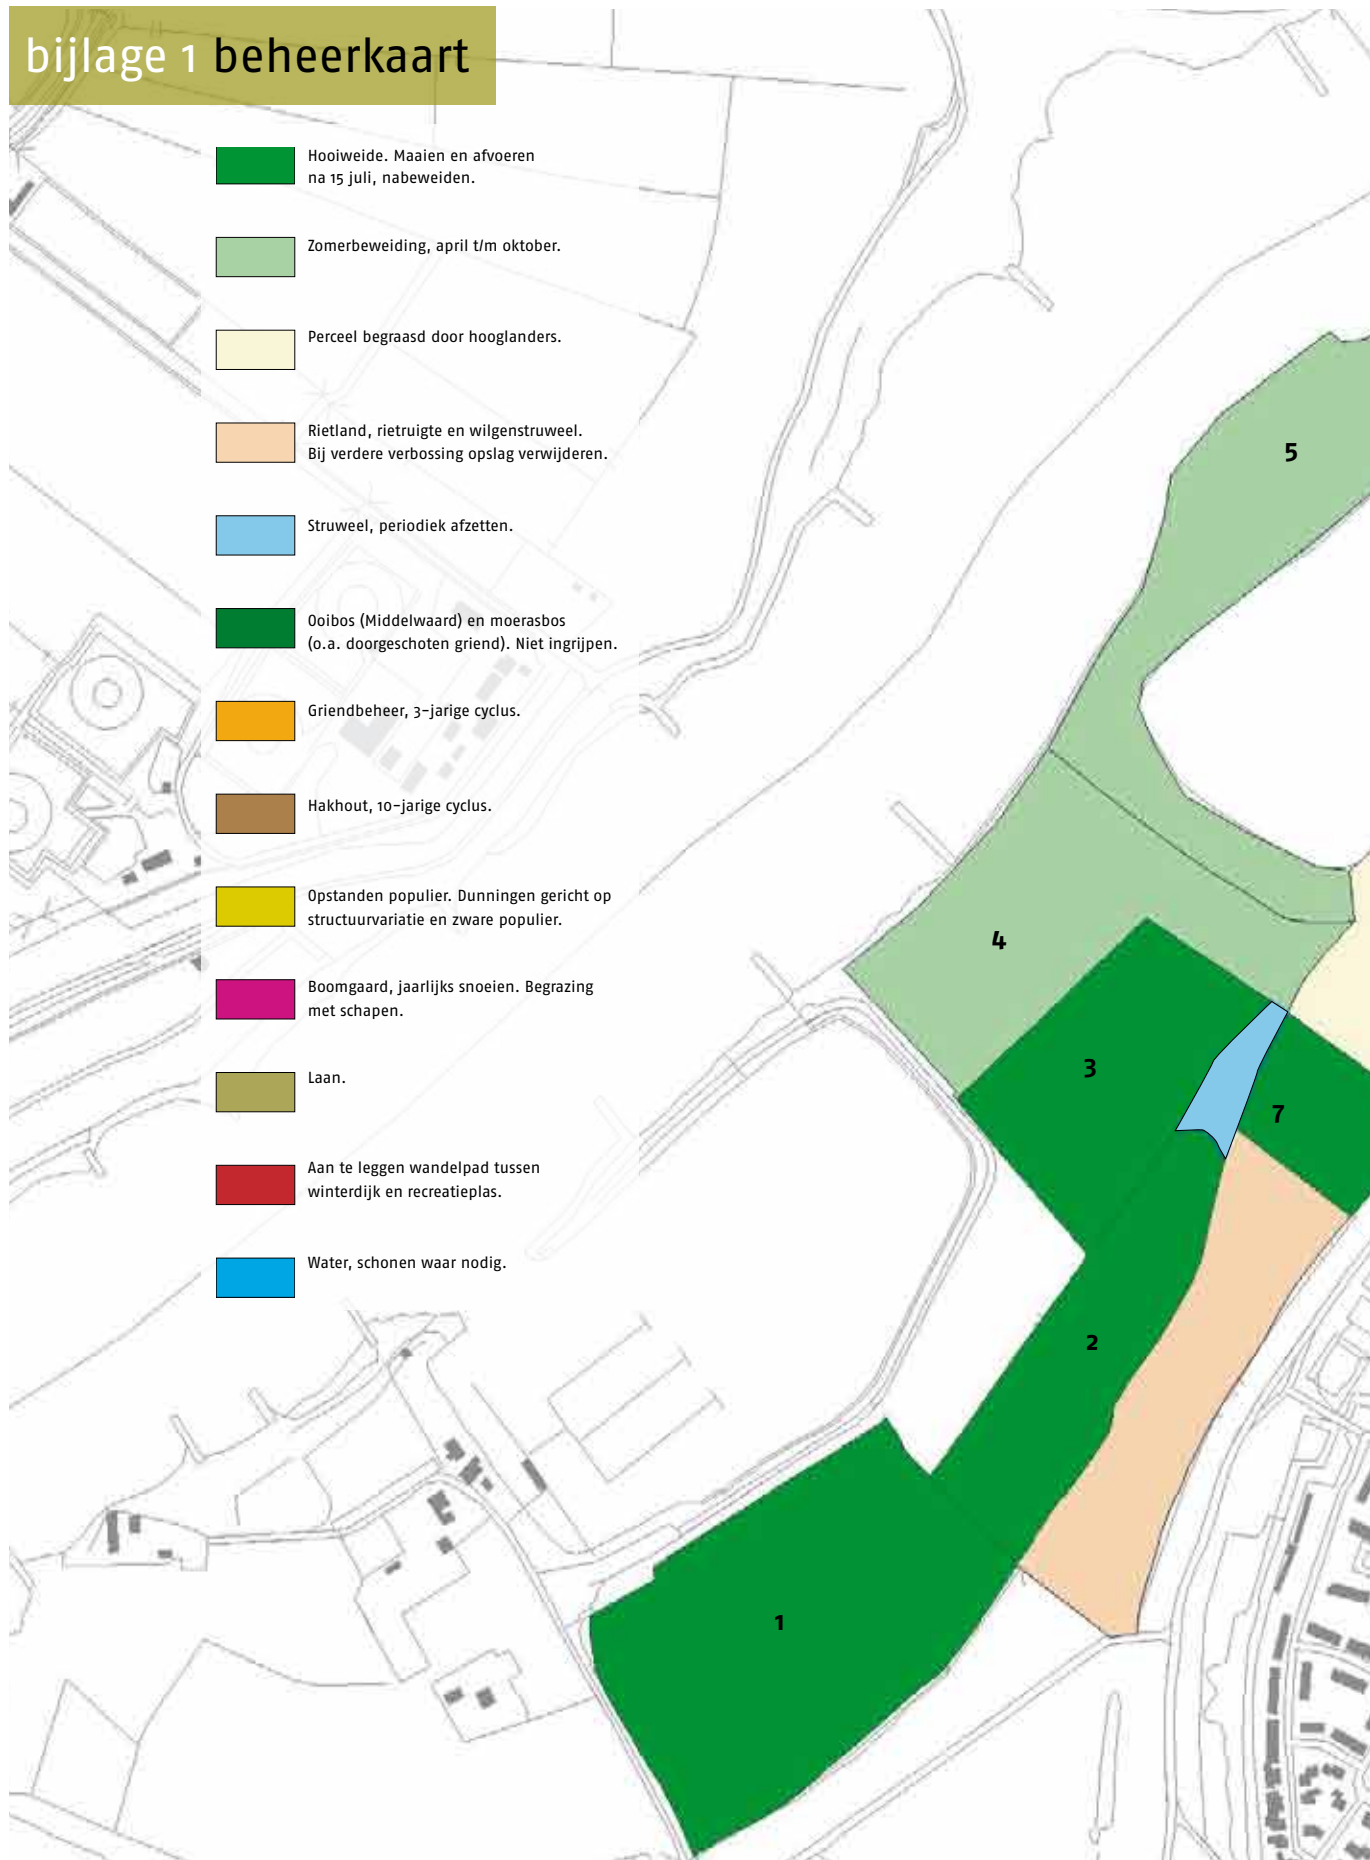 bijlage 1 beheerkaart
Hooiweide. Maaien en afvoeren
na 15 juli, nabeweiden.
Zomerbeweiding, april t/m oktober.
Perceel begraasd door hooglanders.
Rietland, rietruigte en wilgenstruweel.
Bij verdere verbossing opslag verwijderen.
Struweel, periodiek afzetten.
Ooibos (Middelwaard) en moerasbos
(o.a. doorgeschoten griend). Niet ingrijpen.
Griendbeheer, 3-jarige cyclus.
Hakhout, 10-jarige cyclus.
Opstanden populier. Dunningen gericht op
structuurvariatie en zware populier.
Boomgaard, jaarlijks snoeien. Begrazing
met schapen.
Laan.
Aan te leggen wandelpad tussen
winterdijk en recreatieplas.
Water, schonen waar nodig.
5
4
3
7
2
1